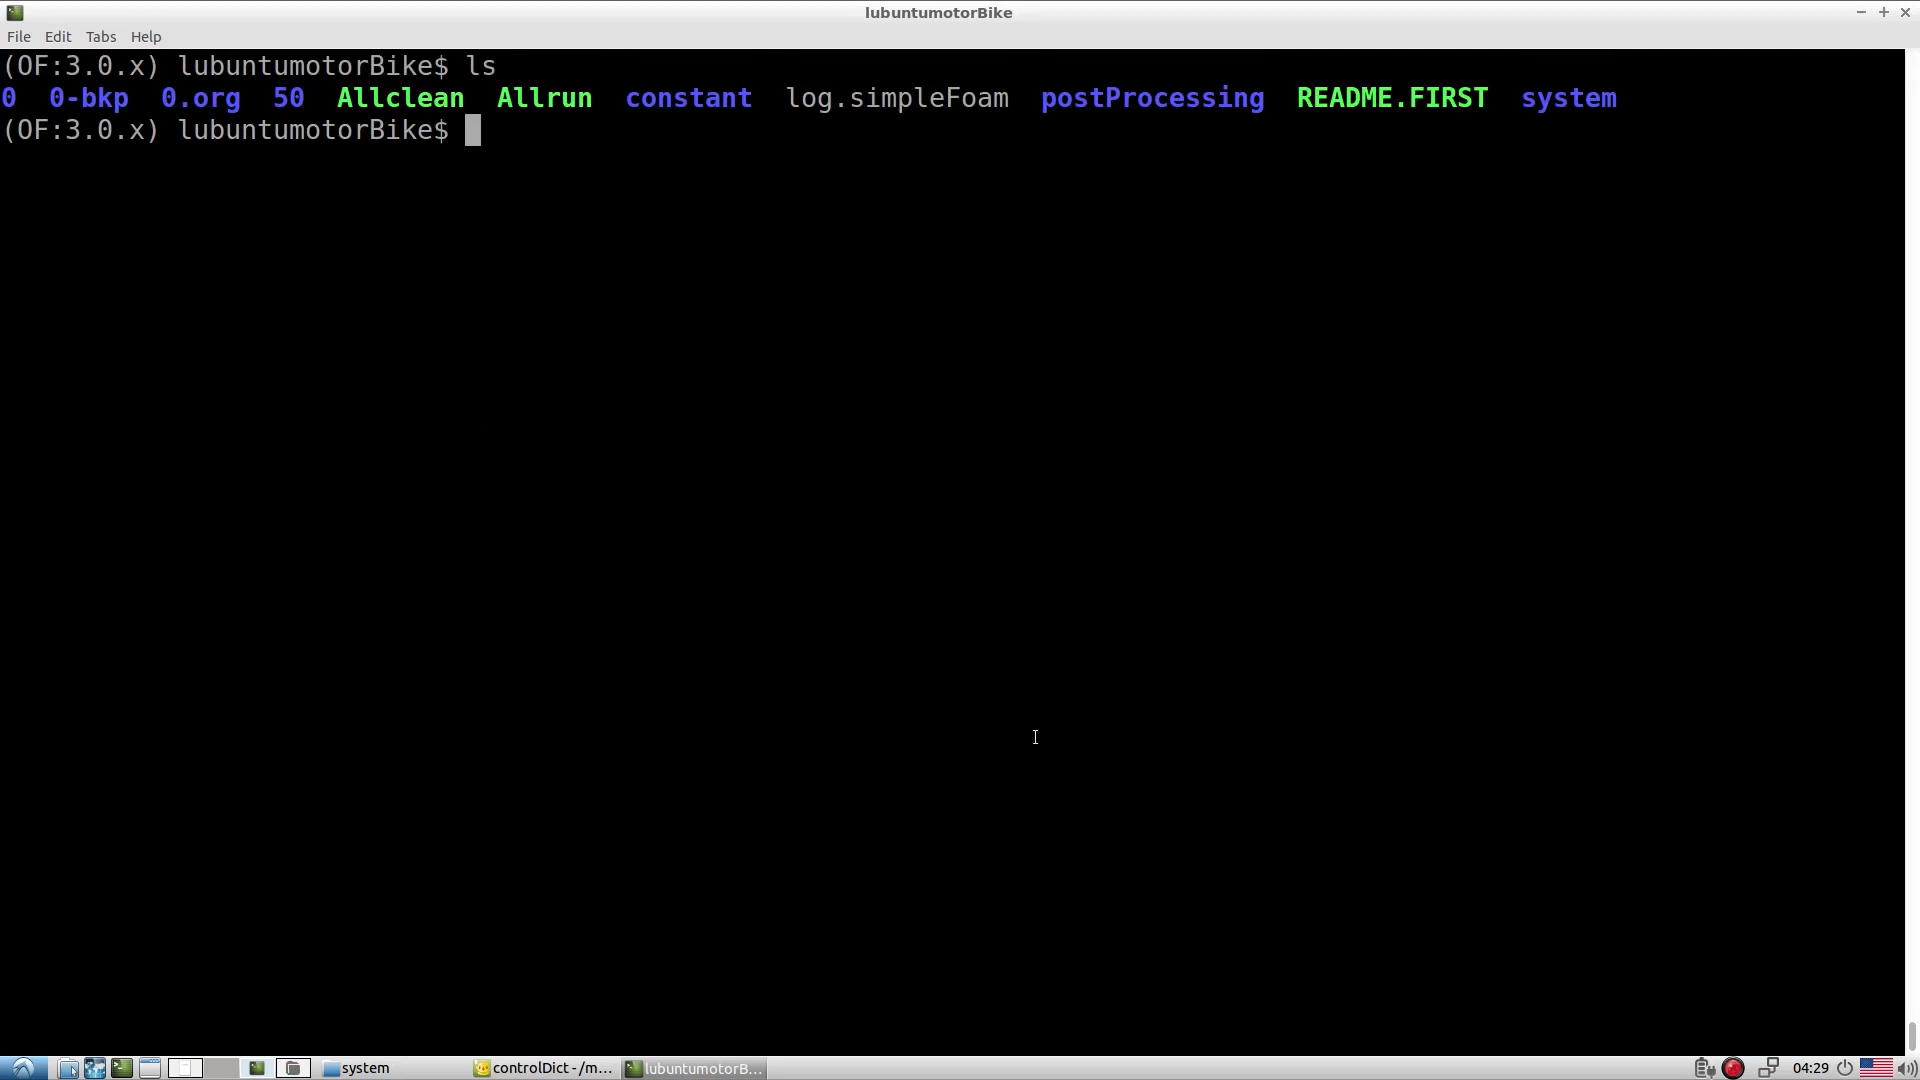 lubuntumotorBike
File Edit Tabs Help
(OF:3.0.x) lubuntumotorBike$ ls
0 0-bkp 0.org 50 Allclean Allrun constant log.simpleFoam postProcessing README.FIRST system
(OF:3.0.x) lubuntumotorBike$
system controlDict - /m... lubuntumotorB... 04:29